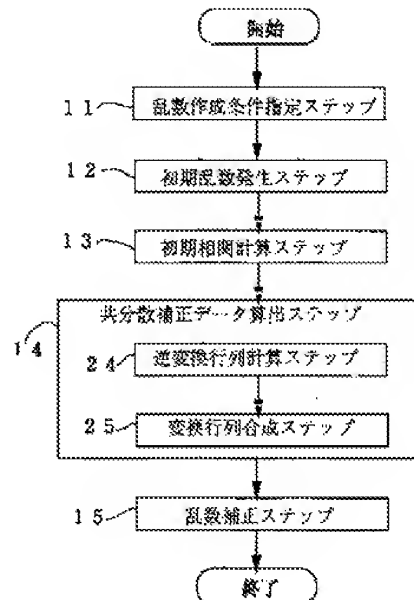 開始
11 乱数作成条件指定ステップ
12 初期乱数発生ステップ
13 初期相関計算ステップ
14 共分散補正データ算出ステップ
24 逆変換行列計算ステップ
25 変換行列合成ステップ
15 乱数補正ステップ
終了